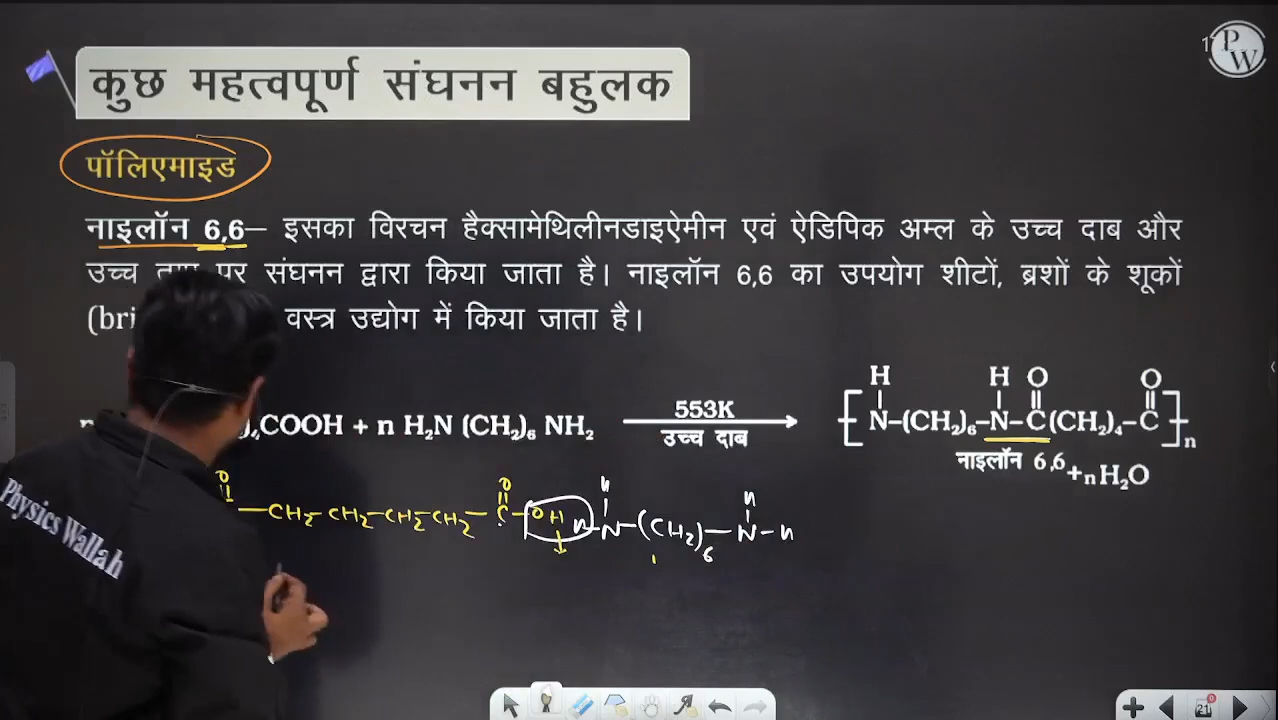 PW
कुछ महत्वपूर्ण संघनन बहुलक
पॉलिएमाइड
नाइलॉन 6,6– इसका विरचन हैक्सामेथिलीनडाइऐमीन एवं ऐडिपिक अम्ल के उच्च दाब और
उच्च ताप पर संघनन द्वारा किया जाता है। नाइलॉन 6,6 का उपयोग शीटों, ब्रशों के शूकों
(bri वस्त्र उद्योग में किया जाता है।
H H O O
n COOH + n H₂N (CH₂)₆ NH₂ 553K [N–(CH₂)₆–N–C(CH₂)₄–C]n
उच्च दाब
नाइलॉन 6,6 +nH₂O
O O H H
CH₂–CH₂–CH₂–CH₂–C–OH H–N–(CH₂)₆–N–H
Physics Wallah
21